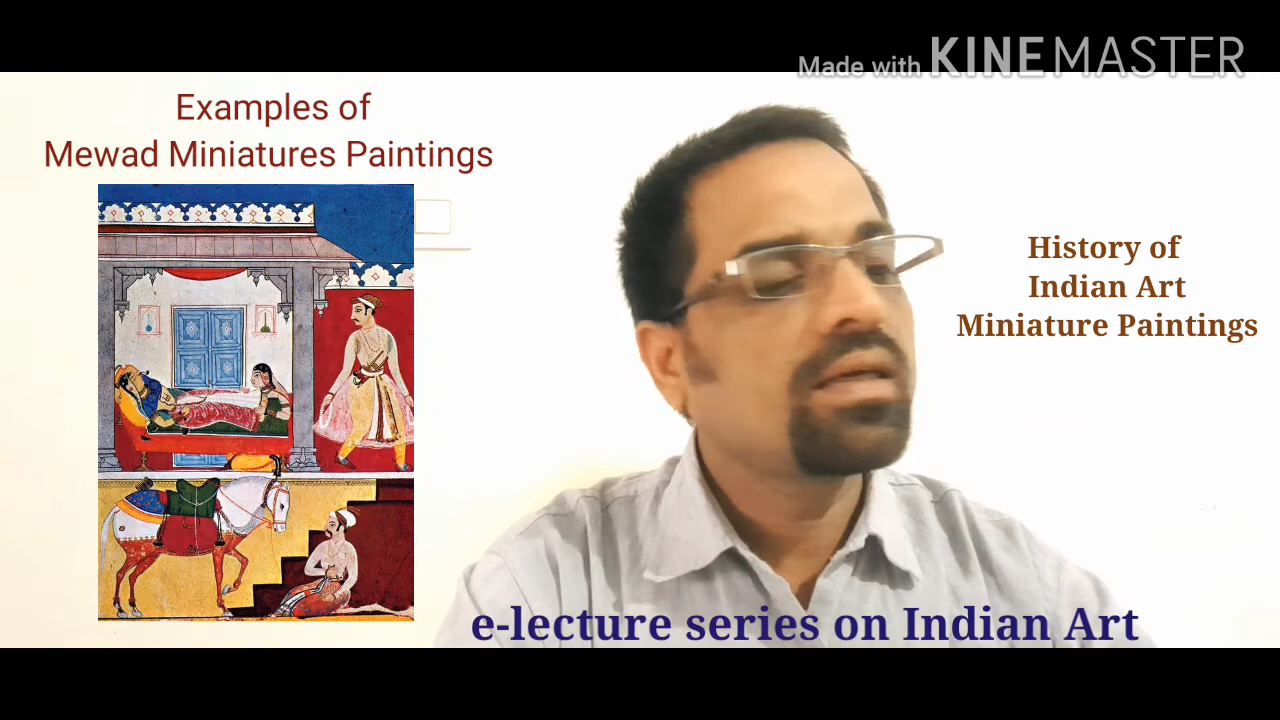 Made with KINEMASTER
Examples of
Mewad Miniatures Paintings
History of
Indian Art
Miniature Paintings
e-lecture series on Indian Art